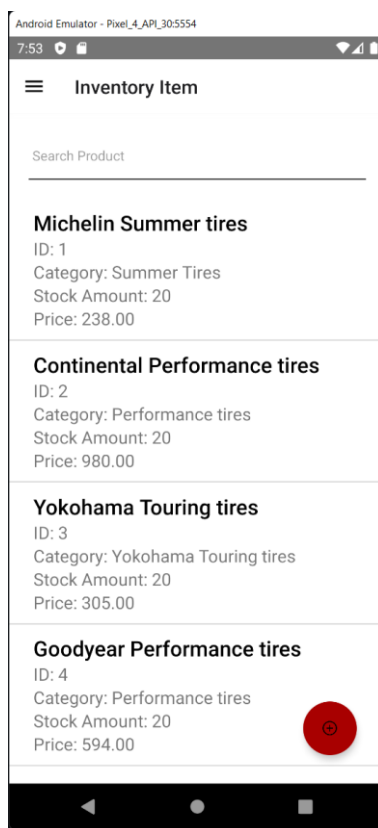 Android Emulator - Pixel_4_API_30:5554
7:53
Inventory Item
Search Product
Michelin Summer tires
ID: 1
Category: Summer Tires
Stock Amount: 20
Price: 238.00
Continental Performance tires
ID: 2
Category: Performance tires
Stock Amount: 20
Price: 980.00
Yokohama Touring tires
ID: 3
Category: Yokohama Touring tires
Stock Amount: 20
Price: 305.00
Goodyear Performance tires
ID: 4
Category: Performance tires
Stock Amount: 20
Price: 594.00